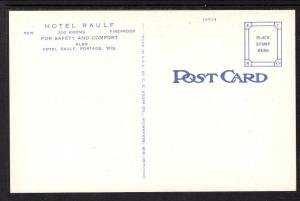 HOTEL RAULF
NEW 200 ROOMS FIREPROOF
FOR SAFETY AND COMFORT
ALSO
HOTEL RAULF, PORTAGE, WIS.
POST CARD
PLACE
STAMP
HERE